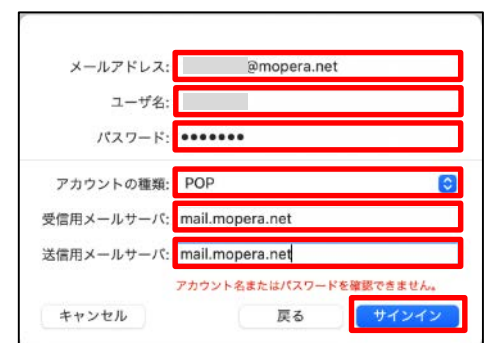 メールアドレス: @mopera.net
ユーザ名:
パスワード: •••••••
アカウントの種類: POP
受信用メールサーバ: mail.mopera.net
送信用メールサーバ: mail.mopera.net
アカウント名またはパスワードを確認できません。
キャンセル 戻る サインイン